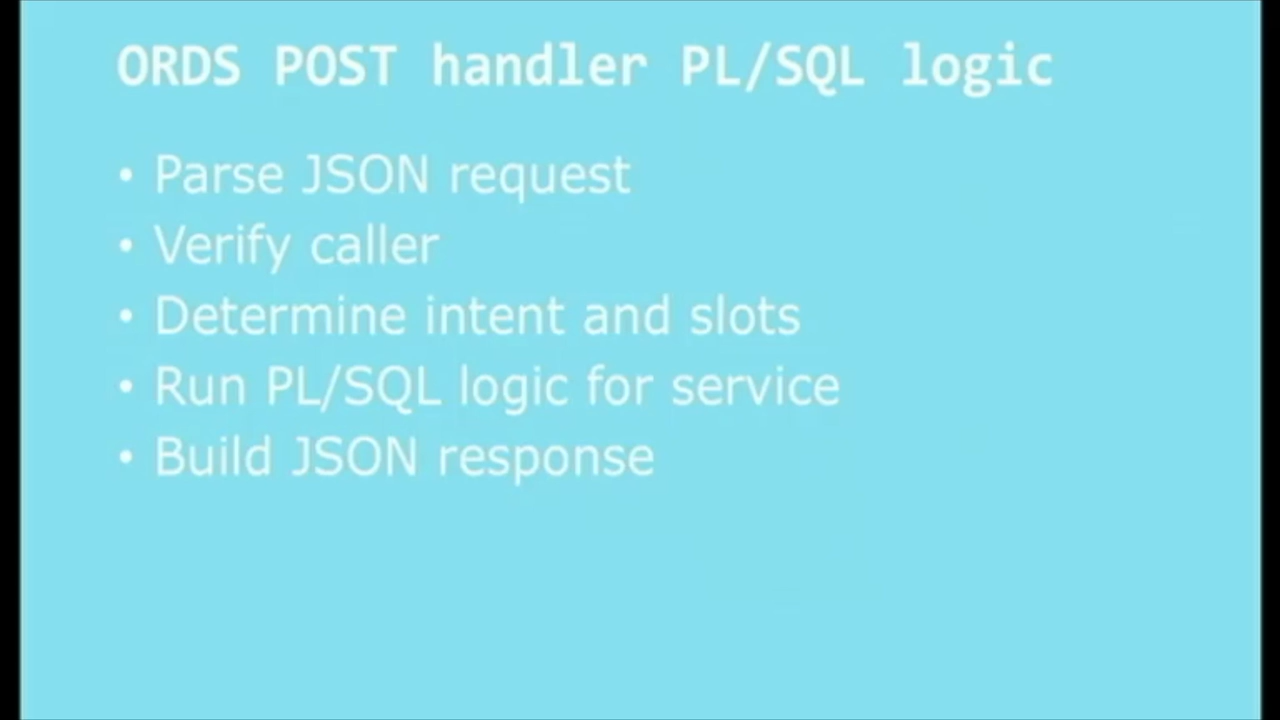 ORDS POST handler PL/SQL logic
• Parse JSON request
• Verify caller
• Determine intent and slots
• Run PL/SQL logic for service
• Build JSON response